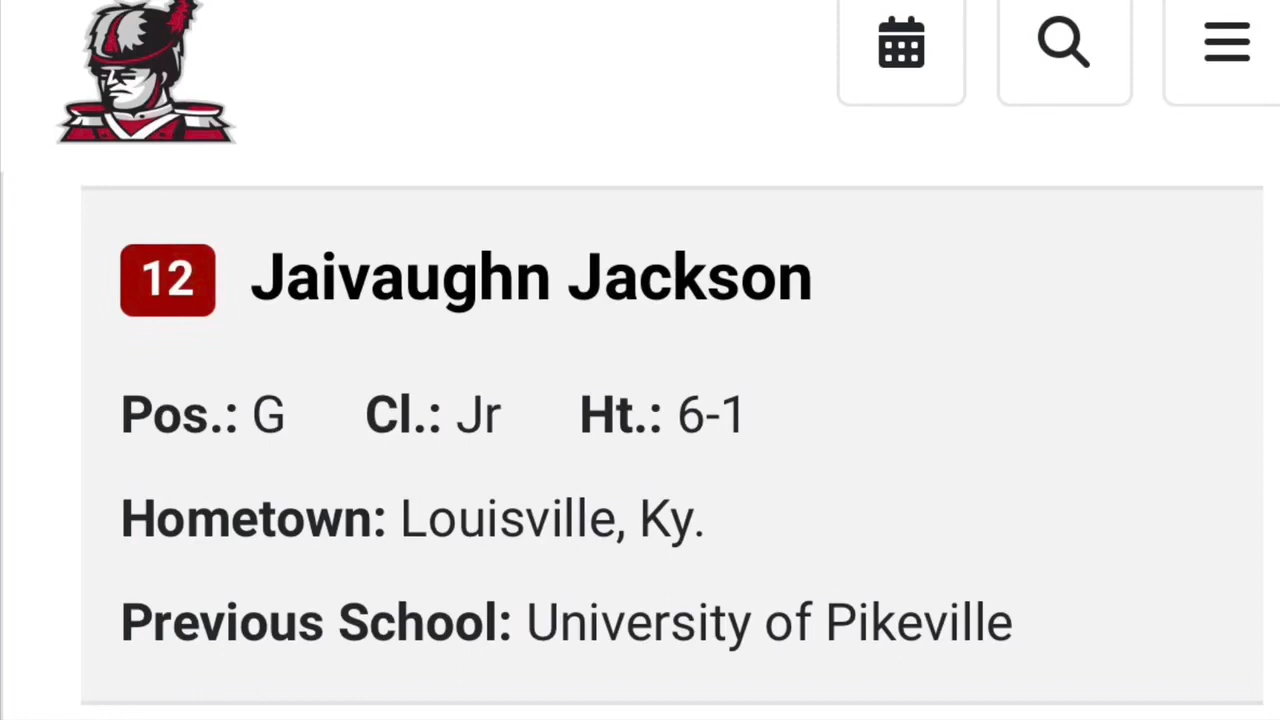 12 Jaivaughn Jackson
Pos.: G Cl.: Jr Ht.: 6-1
Hometown: Louisville, Ky.
Previous School: University of Pikeville